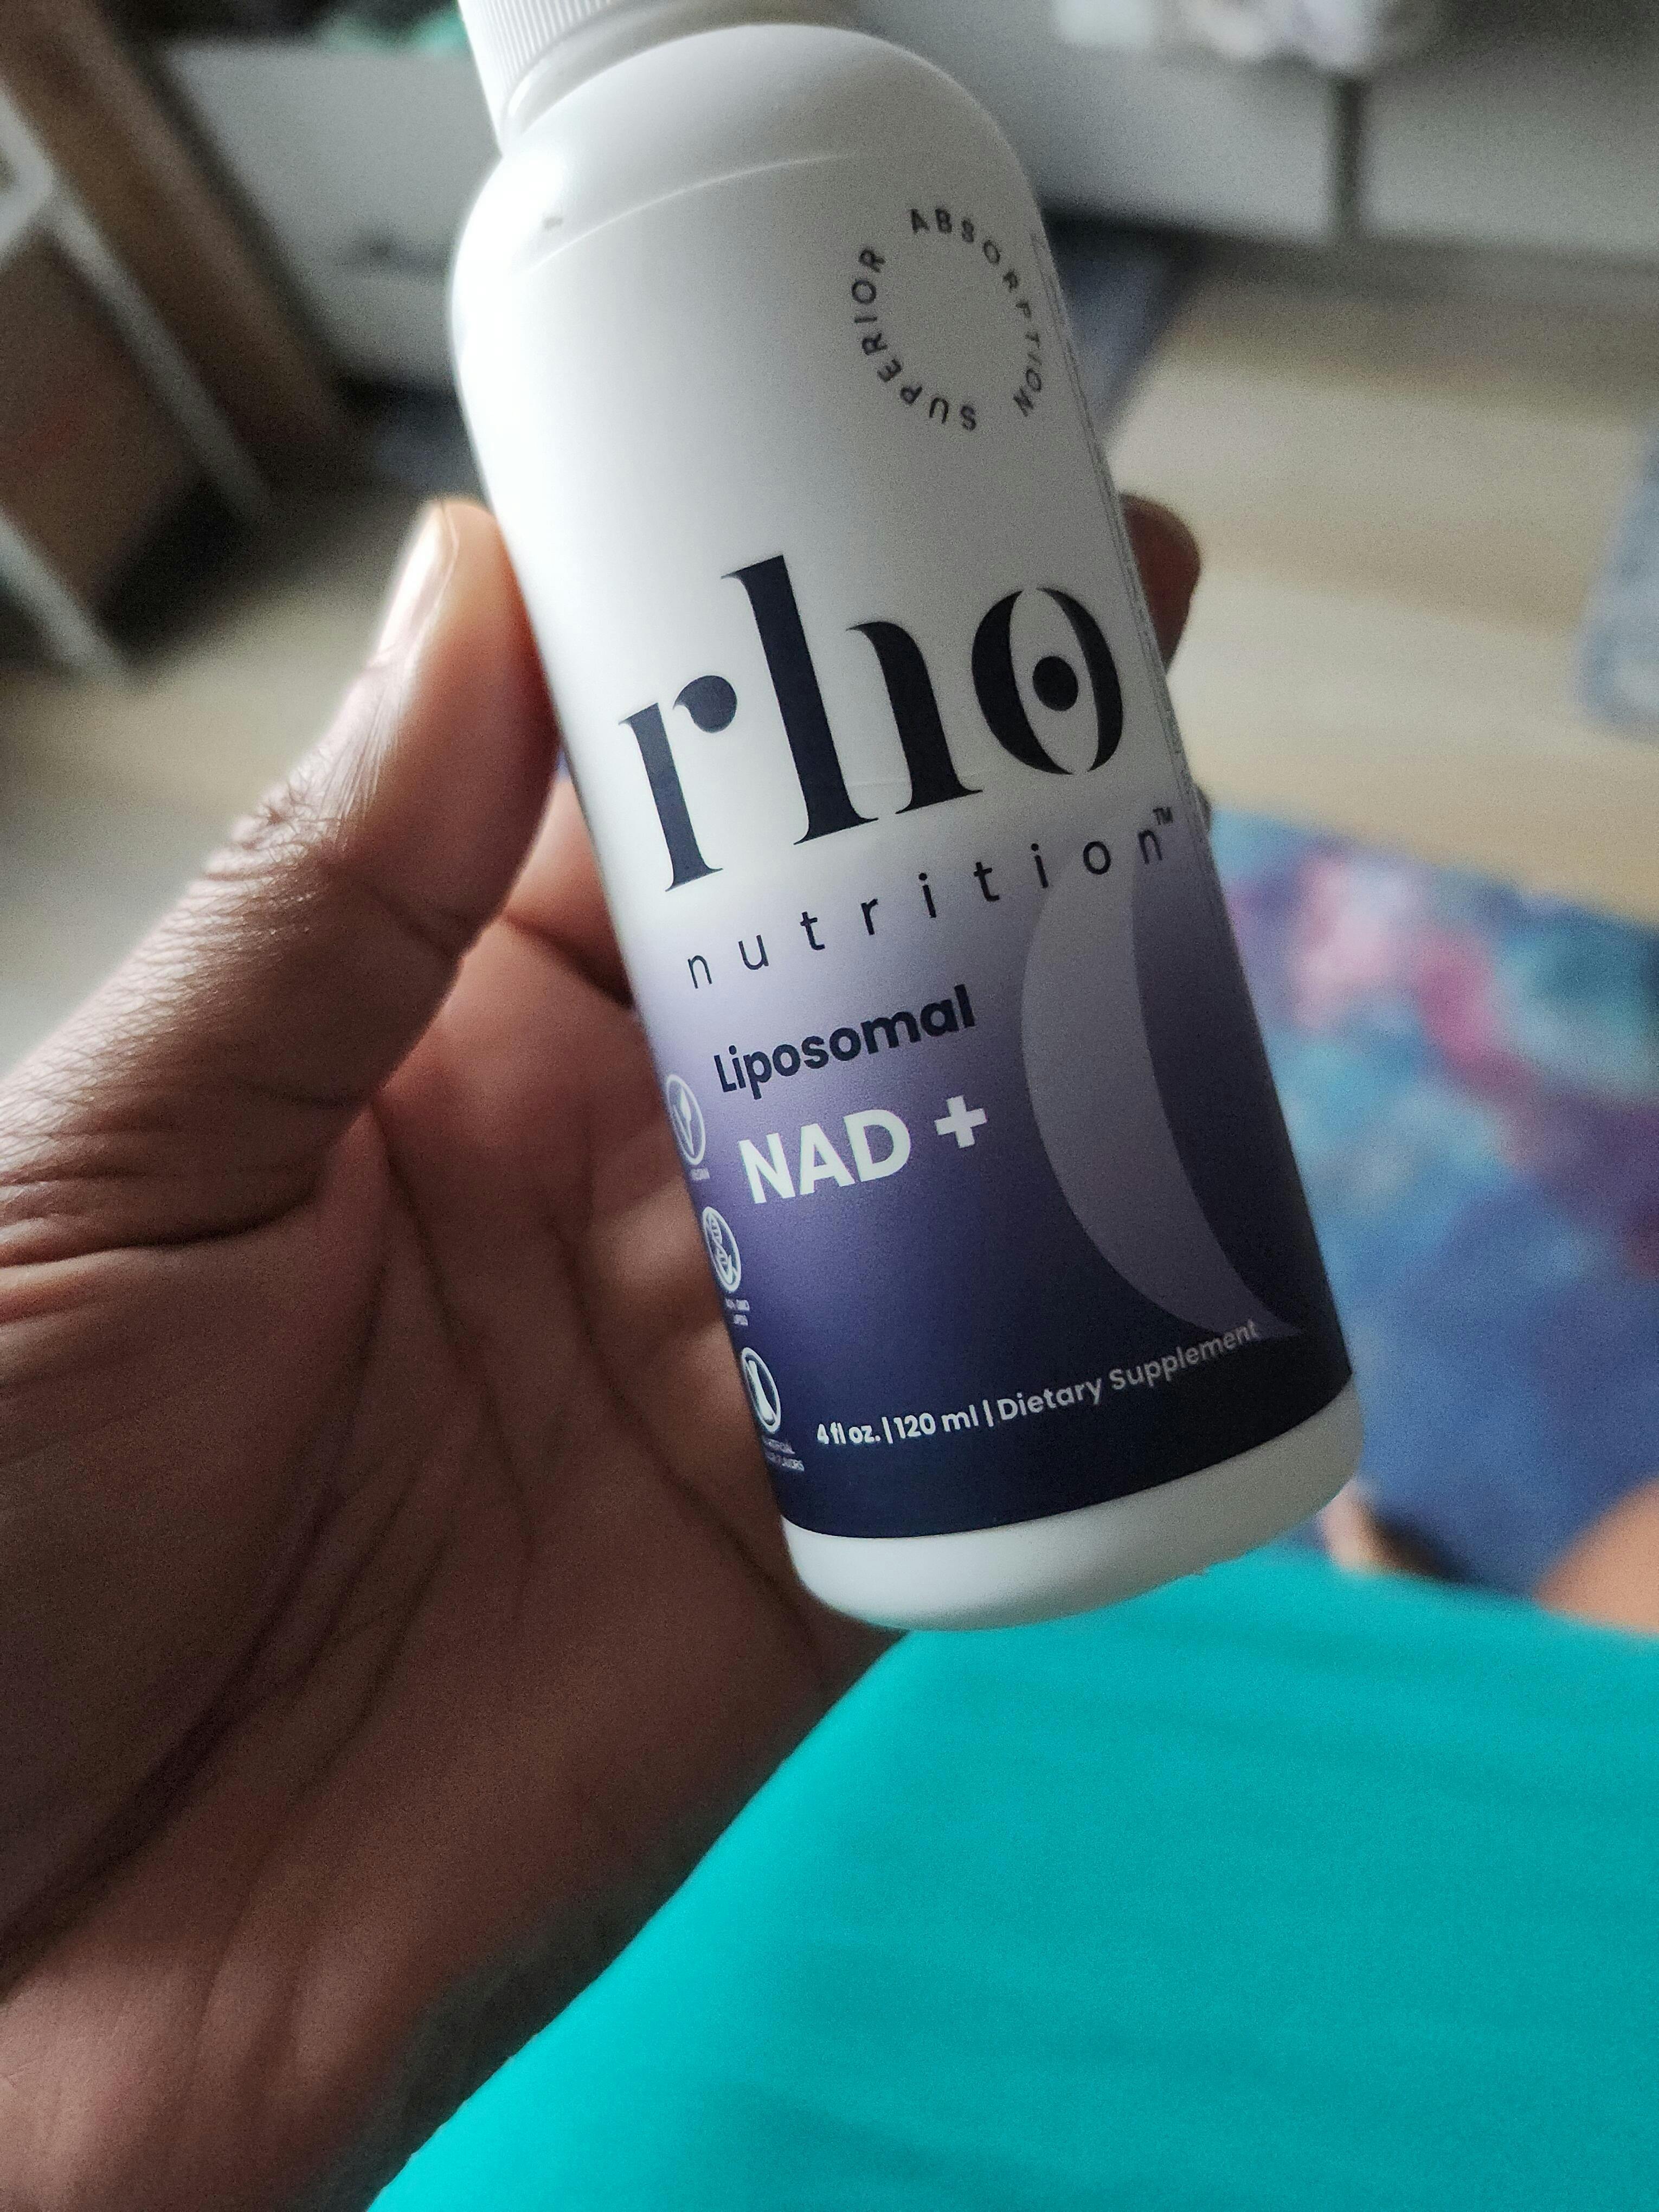 SUPERIOR ABSORPTION
rho
nutrition™
Liposomal
NAD +
4 fl oz. | 120 ml | Dietary Supplement